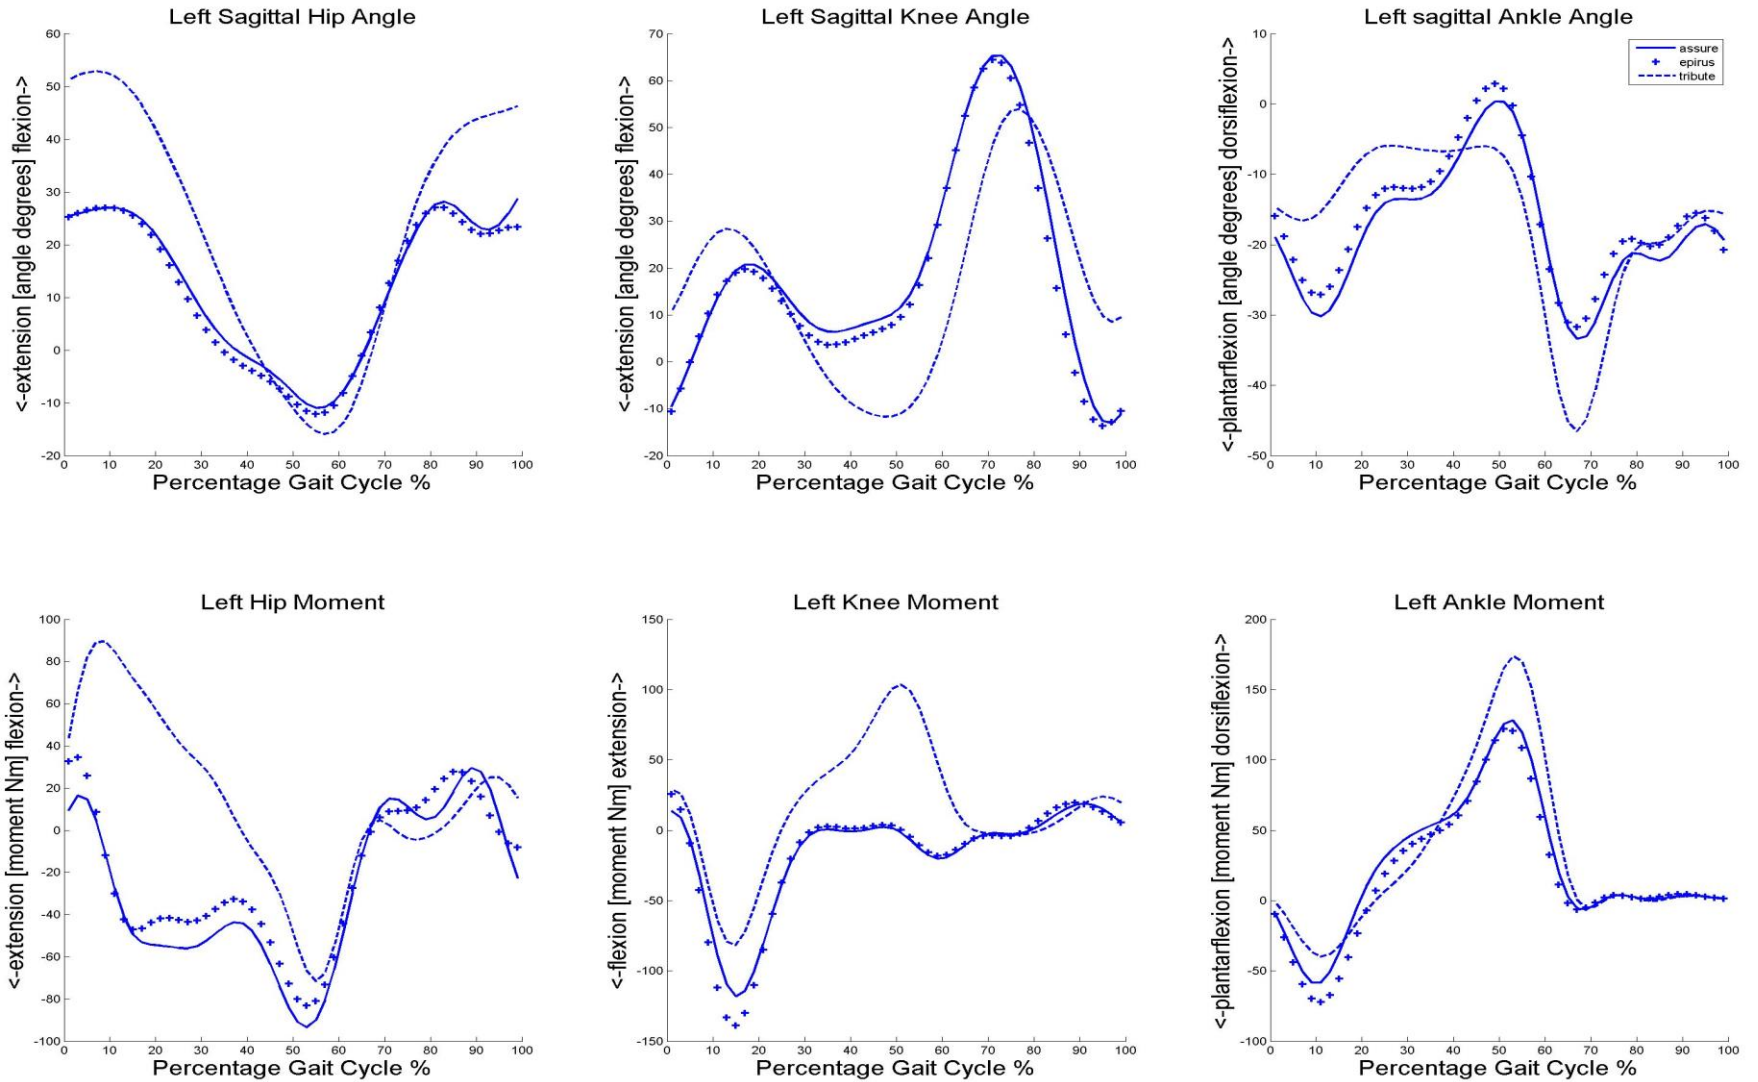 Left Sagittal Hip Angle
60
50
40
30
20
10
0
-10
-20
<-extension [angle degrees] flexion->
0 10 20 30 40 50 60 70 80 90 100
Percentage Gait Cycle %
Left Sagittal Knee Angle
70
60
50
40
30
20
10
0
-10
-20
<-extension [angle degrees] flexion->
0 10 20 30 40 50 60 70 80 90 100
Percentage Gait Cycle %
Left sagittal Ankle Angle
10
0
-10
-20
-30
-40
-50
<-plantarflexion [angle degrees] dorsiflexion->
assure
epirus
tribute
0 10 20 30 40 50 60 70 80 90 100
Percentage Gait Cycle %
Left Hip Moment
100
80
60
40
20
0
-20
-40
-60
-80
-100
<-extension [moment Nm] flexion->
0 10 20 30 40 50 60 70 80 90 100
Percentage Gait Cycle %
Left Knee Moment
150
100
50
0
-50
-100
-150
<-flexion [moment Nm] extension->
0 10 20 30 40 50 60 70 80 90 100
Percentage Gait Cycle %
Left Ankle Moment
200
150
100
50
0
-50
-100
<-plantarflexion [moment Nm] dorsiflexion->
0 10 20 30 40 50 60 70 80 90 100
Percentage Gait Cycle %